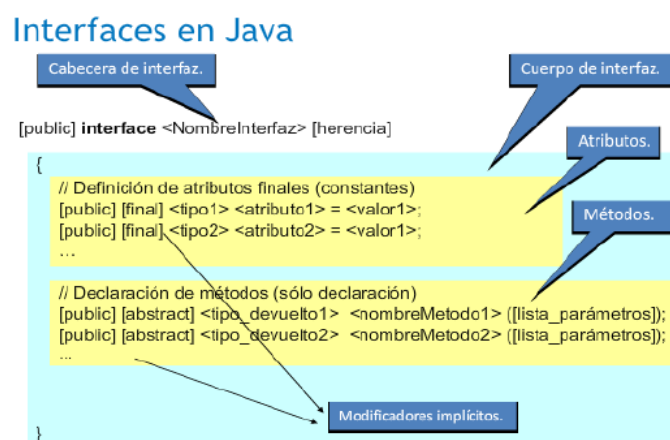 Interfaces en Java
Cabecera de interfaz.
Cuerpo de interfaz.
[public] interface <NombreInterfaz> [herencia]
Atributos.
{
// Definición de atributos finales (constantes)
[public] [final] <tipo1> <atributo1> = <valor1>;
[public] [final] <tipo2> <atributo2> = <valor1>;
...
Métodos.
// Declaración de métodos (sólo declaración)
[public] [abstract] <tipo_devuelto1> <nombreMetodo1> ([lista_parámetros]);
[public] [abstract] <tipo_devuelto2> <nombreMetodo2> ([lista_parámetros]);
...
Modificadores implícitos.
}